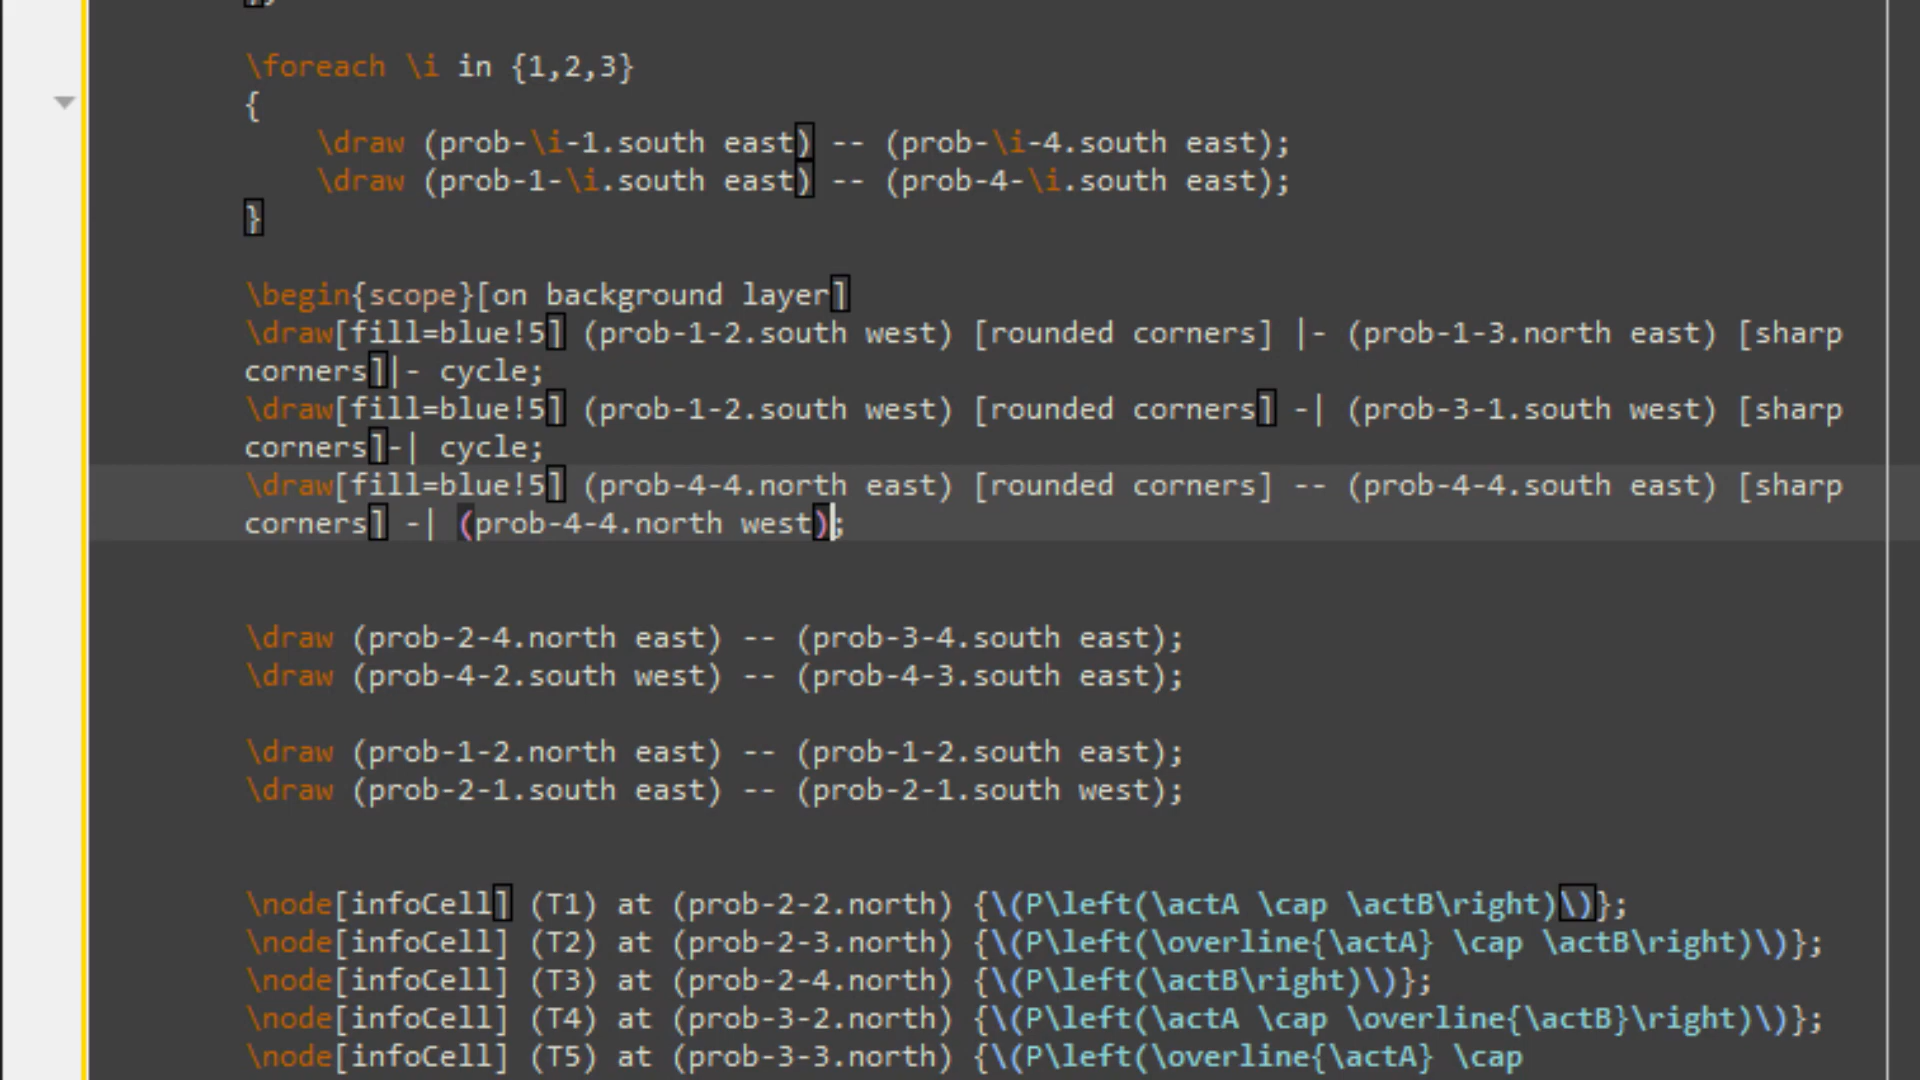 \foreach \i in {1,2,3}
{
\draw (prob-\i-1.south east) -- (prob-\i-4.south east);
\draw (prob-1-\i.south east) -- (prob-4-\i.south east);
}
\begin{scope}[on background layer]
\draw[fill=blue!5] (prob-1-2.south west) [rounded corners] |- (prob-1-3.north east) [sharp
corners]|- cycle;
\draw[fill=blue!5] (prob-1-2.south west) [rounded corners] -| (prob-3-1.south west) [sharp
corners]-| cycle;
\draw[fill=blue!5] (prob-4-4.north east) [rounded corners] -- (prob-4-4.south east) [sharp
corners] -| (prob-4-4.north west);
\draw (prob-2-4.north east) -- (prob-3-4.south east);
\draw (prob-4-2.south west) -- (prob-4-3.south east);
\draw (prob-1-2.north east) -- (prob-1-2.south east);
\draw (prob-2-1.south east) -- (prob-2-1.south west);
\node[infoCell] (T1) at (prob-2-2.north) {\(P\left(\actA \cap \actB\right)\)};
\node[infoCell] (T2) at (prob-2-3.north) {\(P\left(\overline{\actA} \cap \actB\right)\)};
\node[infoCell] (T3) at (prob-2-4.north) {\(P\left(\actB\right)\)};
\node[infoCell] (T4) at (prob-3-2.north) {\(P\left(\actA \cap \overline{\actB}\right)\)};
\node[infoCell] (T5) at (prob-3-3.north) {\(P\left(\overline{\actA} \cap